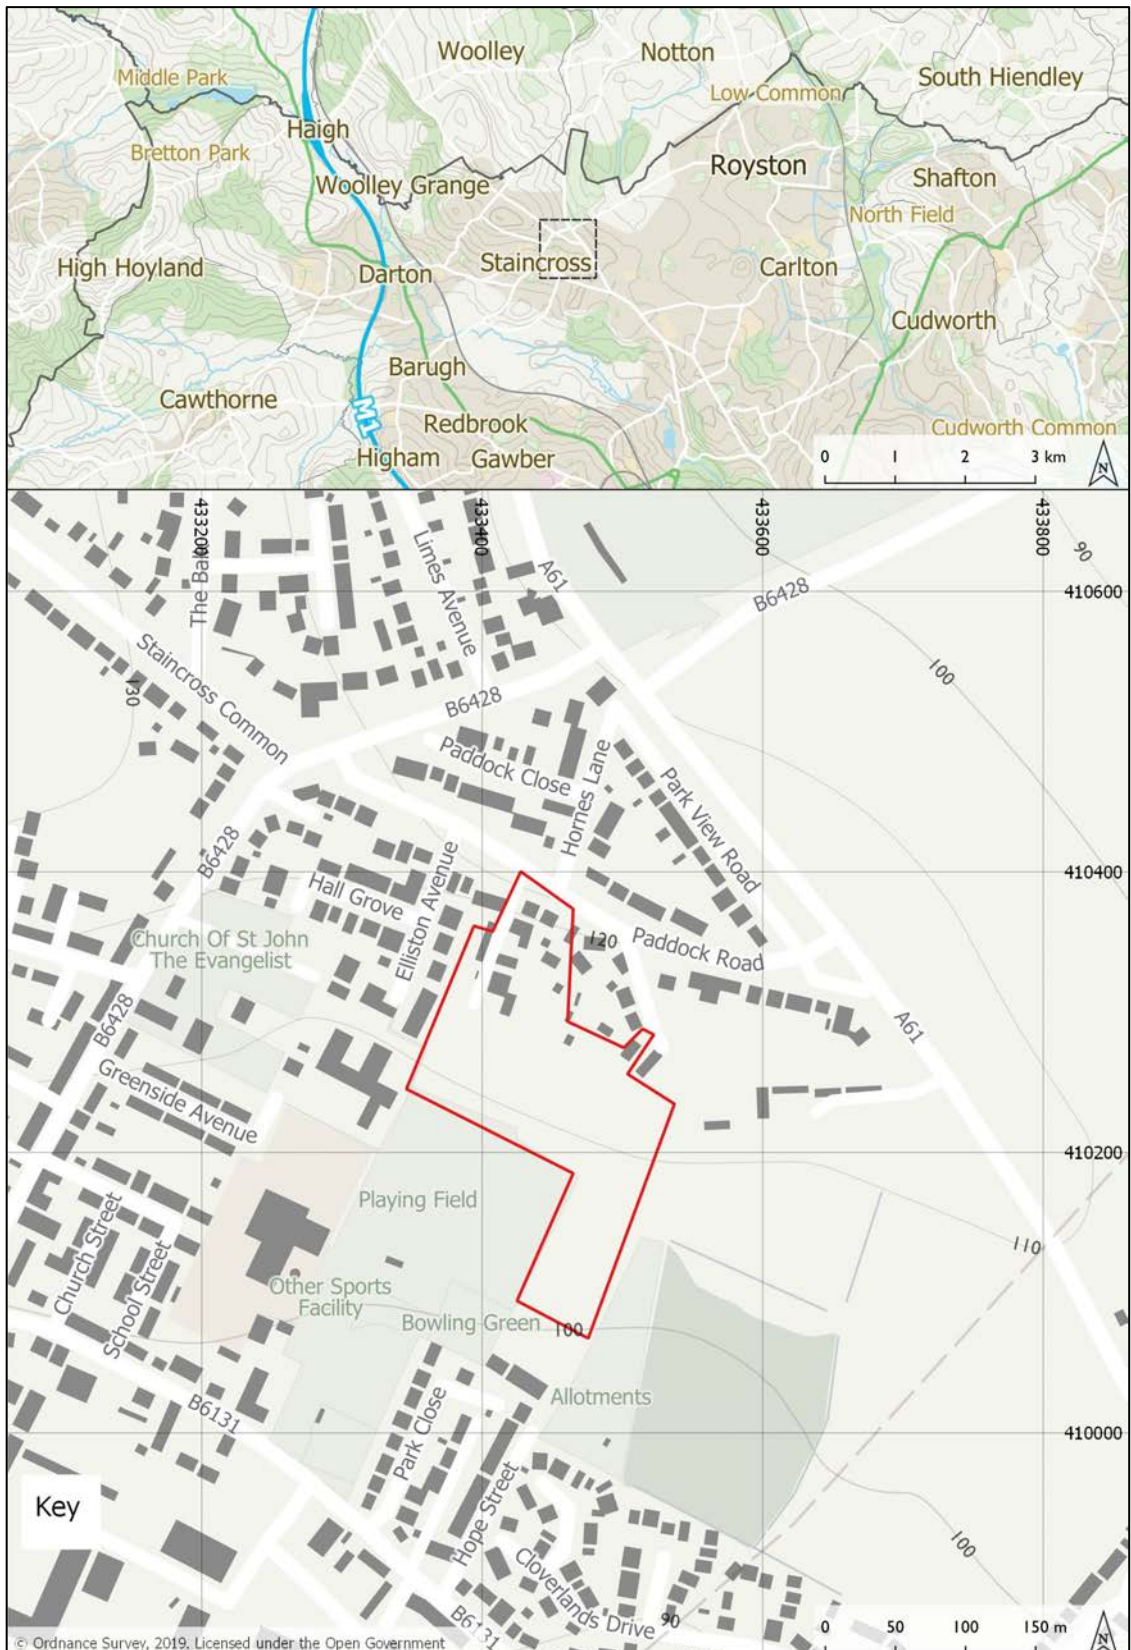 Woolley
Notton
Middle Park
South Hiendley
Low Common
Haigh
Bretton Park
Royston
Woolley Grange
Shafton
North Field
High Hoyland
Staincross
Darton
Carlton
Cudworth
Barugh
Cawthorne
Redbrook
M1
Cudworth Common
Higham
Gawber
0 1 2 3 km
N
433200
433400
433600
433800
The Balk
Limes Avenue
A61
90
B6428
410600
Staincross Common
130
100
B6428
Paddock Close
Hornes Lane
Park View Road
B6428
410400
Hall Grove
Elliston Avenue
Church Of St John
The Evangelist
120
Paddock Road
B6428
A61
Greenside Avenue
410200
Playing Field
Church Street
School Street
110
Other Sports
Facility
Bowling Green
100
Allotments
B6131
Park Close
410000
Key
Hope Street
100
Cloverlands Drive
B6131
90
0 50 100 150 m
N
© Ordnance Survey, 2019. Licensed under the Open Government